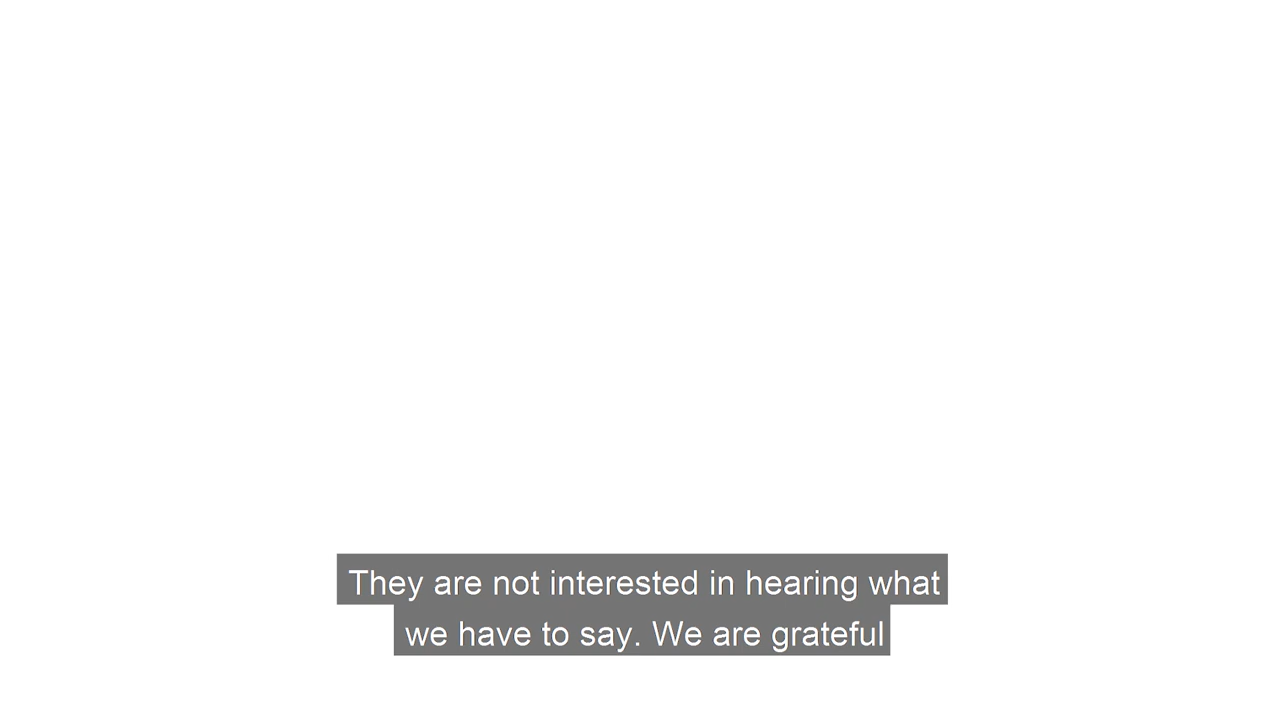 They are not interested in hearing what
we have to say. We are grateful